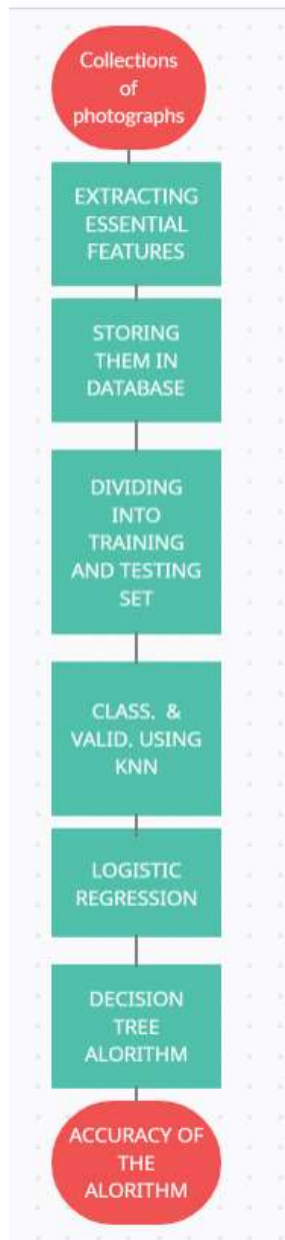 Collections
of
photographs
EXTRACTING
ESSENTIAL
FEATURES
STORING
THEM IN
DATABASE
DIVIDING
INTO
TRAINING
AND TESTING
SET
CLASS. &
VALID. USING
KNN
LOGISTIC
REGRESSION
DECISION
TREE
ALORITHM
ACCURACY OF
THE
ALORITHM